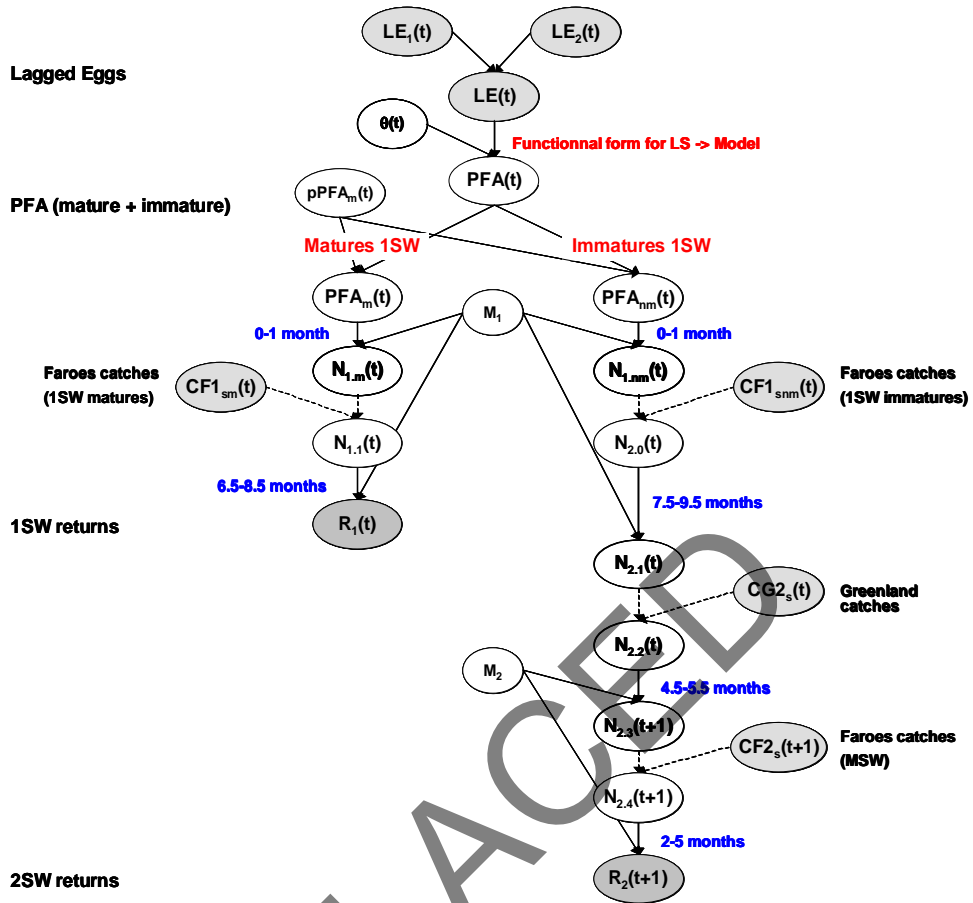 LE1(t)
LE2(t)
Lagged Eggs
LE(t)
θ(t)
Functionnal form for LS -> Model
PFA(t)
pPFAm(t)
PFA (mature + immature)
Matures 1SW
Immatures 1SW
PFAm(t)
PFAnm(t)
M1
0-1 month
0-1 month
N1.m(t)
N1.nm(t)
Faroes catches
(1SW matures)
CF1sm(t)
CF1snm(t)
Faroes catches
(1SW immatures)
N1.1(t)
N2.0(t)
6.5-8.5 months
7.5-9.5 months
1SW returns
R1(t)
N2.1(t)
CG2s(t)
Greenland
catches
N2.2(t)
M2
4.5-5.5 months
N2.3(t+1)
CF2s(t+1)
Faroes catches
(MSW)
N2.4(t+1)
2-5 months
2SW returns
R2(t+1)
LACED